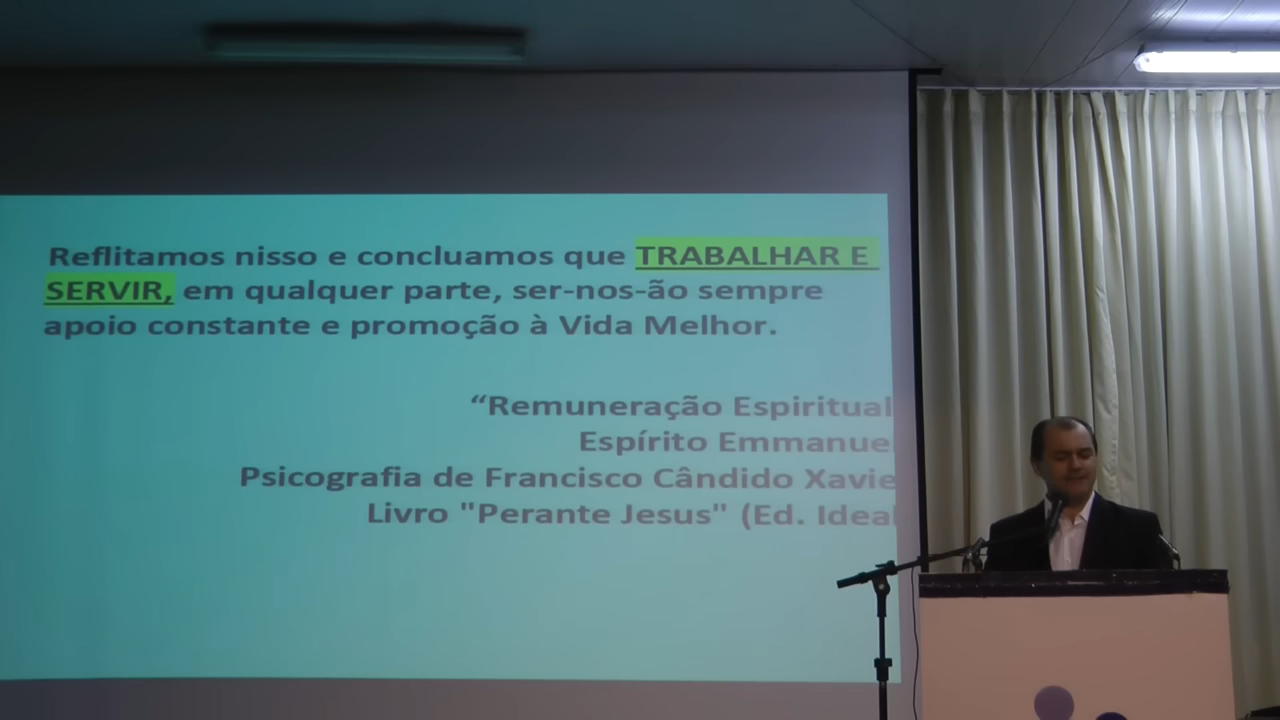 Reflitamos nisso e concluamos que TRABALHAR E
SERVIR, em qualquer parte, ser-nos-ão sempre
apoio constante e promoção à Vida Melhor.
“Remuneração Espiritual
Espírito Emmanue
Psicografia de Francisco Cândido Xavie
Livro "Perante Jesus" (Ed. Ideal